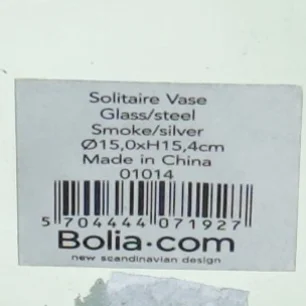 Solitaire Vase
Glass/steel
Smoke/silver
Ø15,0xH15,4cm
Made in China
01014
5 704444 071927
Bolia.com
new scandinavian design